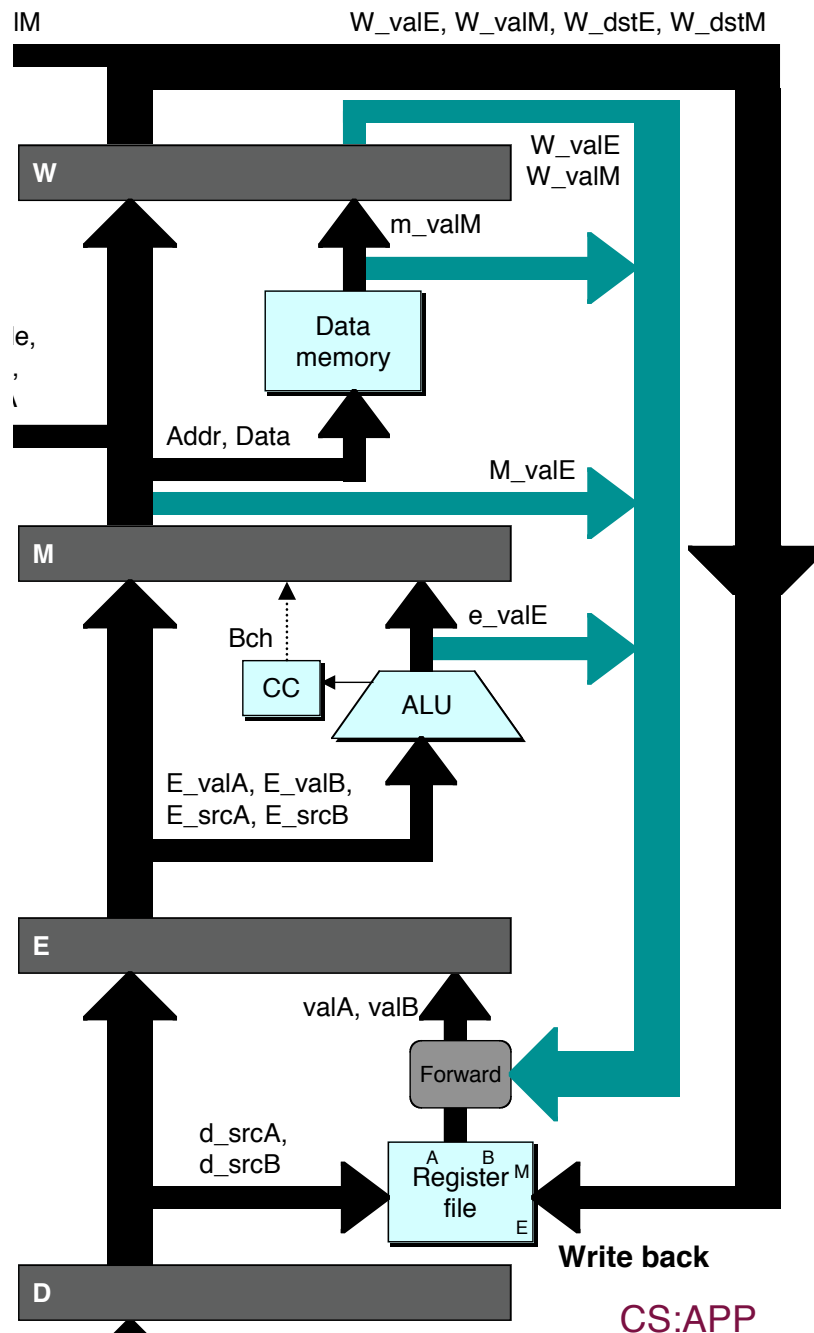 lM
W_valE, W_valM, W_dstE, W_dstM
W_valE
W_valM
W
m_valM
Data
memory
le,
,
Addr, Data
M_valE
M
e_valE
Bch
CC
ALU
E_valA, E_valB,
E_srcA, E_srcB
E
valA, valB
Forward
d_srcA,
d_srcB
A B
M
Register
file
E
Write back
D
CS:APP